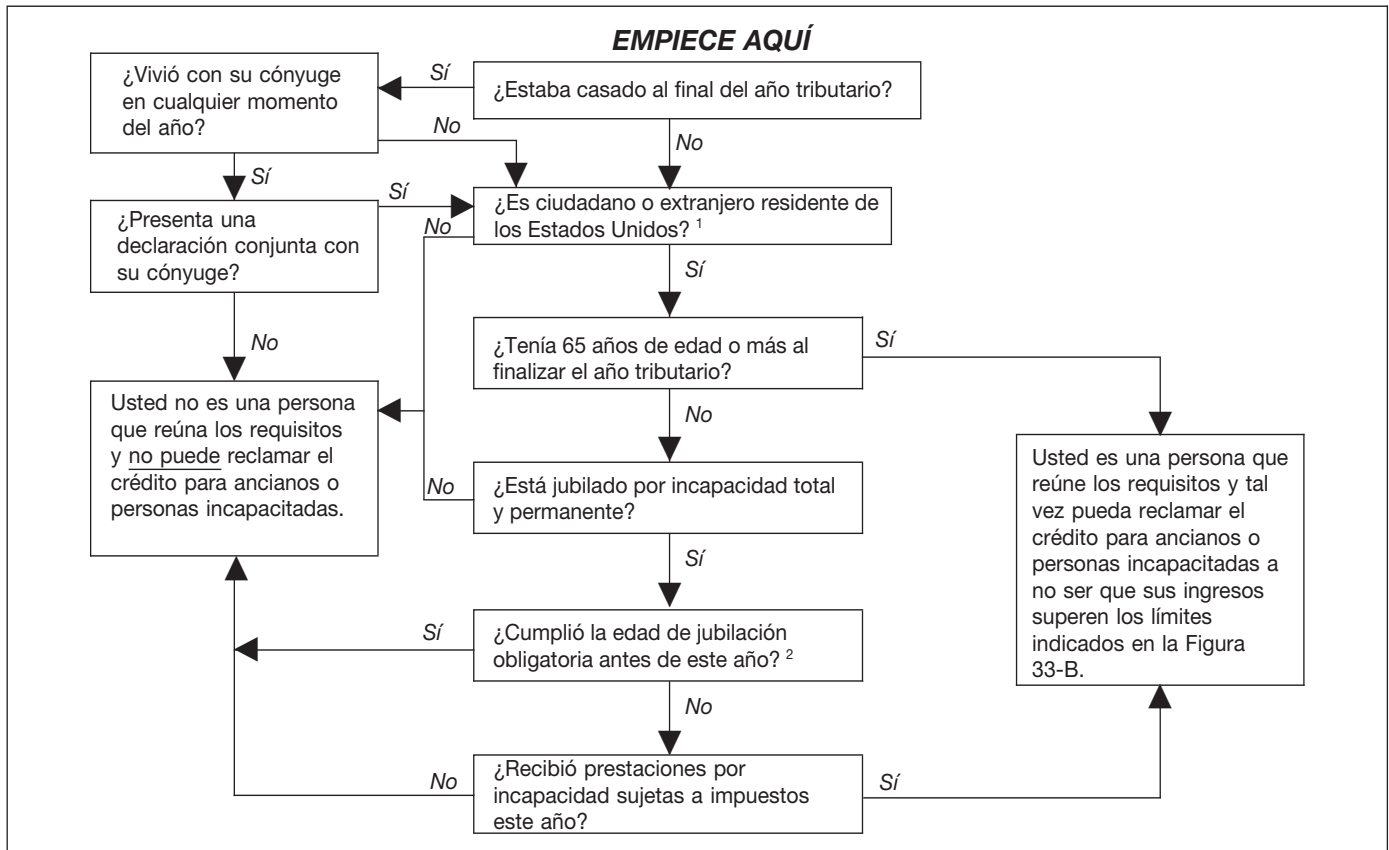 EMPIECE AQUÍ
¿Estaba casado al final del año tributario?
Sí
No
¿Vivió con su cónyuge
en cualquier momento
del año?
No
Sí
¿Presenta una
declaración conjunta con
su cónyuge?
Sí
No
¿Es ciudadano o extranjero residente de
los Estados Unidos? 1
No
Sí
¿Tenía 65 años de edad o más al
finalizar el año tributario?
Sí
No
Usted no es una persona
que reúna los requisitos
y no puede reclamar el
crédito para ancianos o
personas incapacitadas.
¿Está jubilado por incapacidad total
y permanente?
No
Sí
Usted es una persona que
reúne los requisitos y tal
vez pueda reclamar el
crédito para ancianos o
personas incapacitadas a
no ser que sus ingresos
superen los límites
indicados en la Figura
33-B.
¿Cumplió la edad de jubilación
obligatoria antes de este año? 2
Sí
No
¿Recibió prestaciones por
incapacidad sujetas a impuestos
este año?
No
Sí